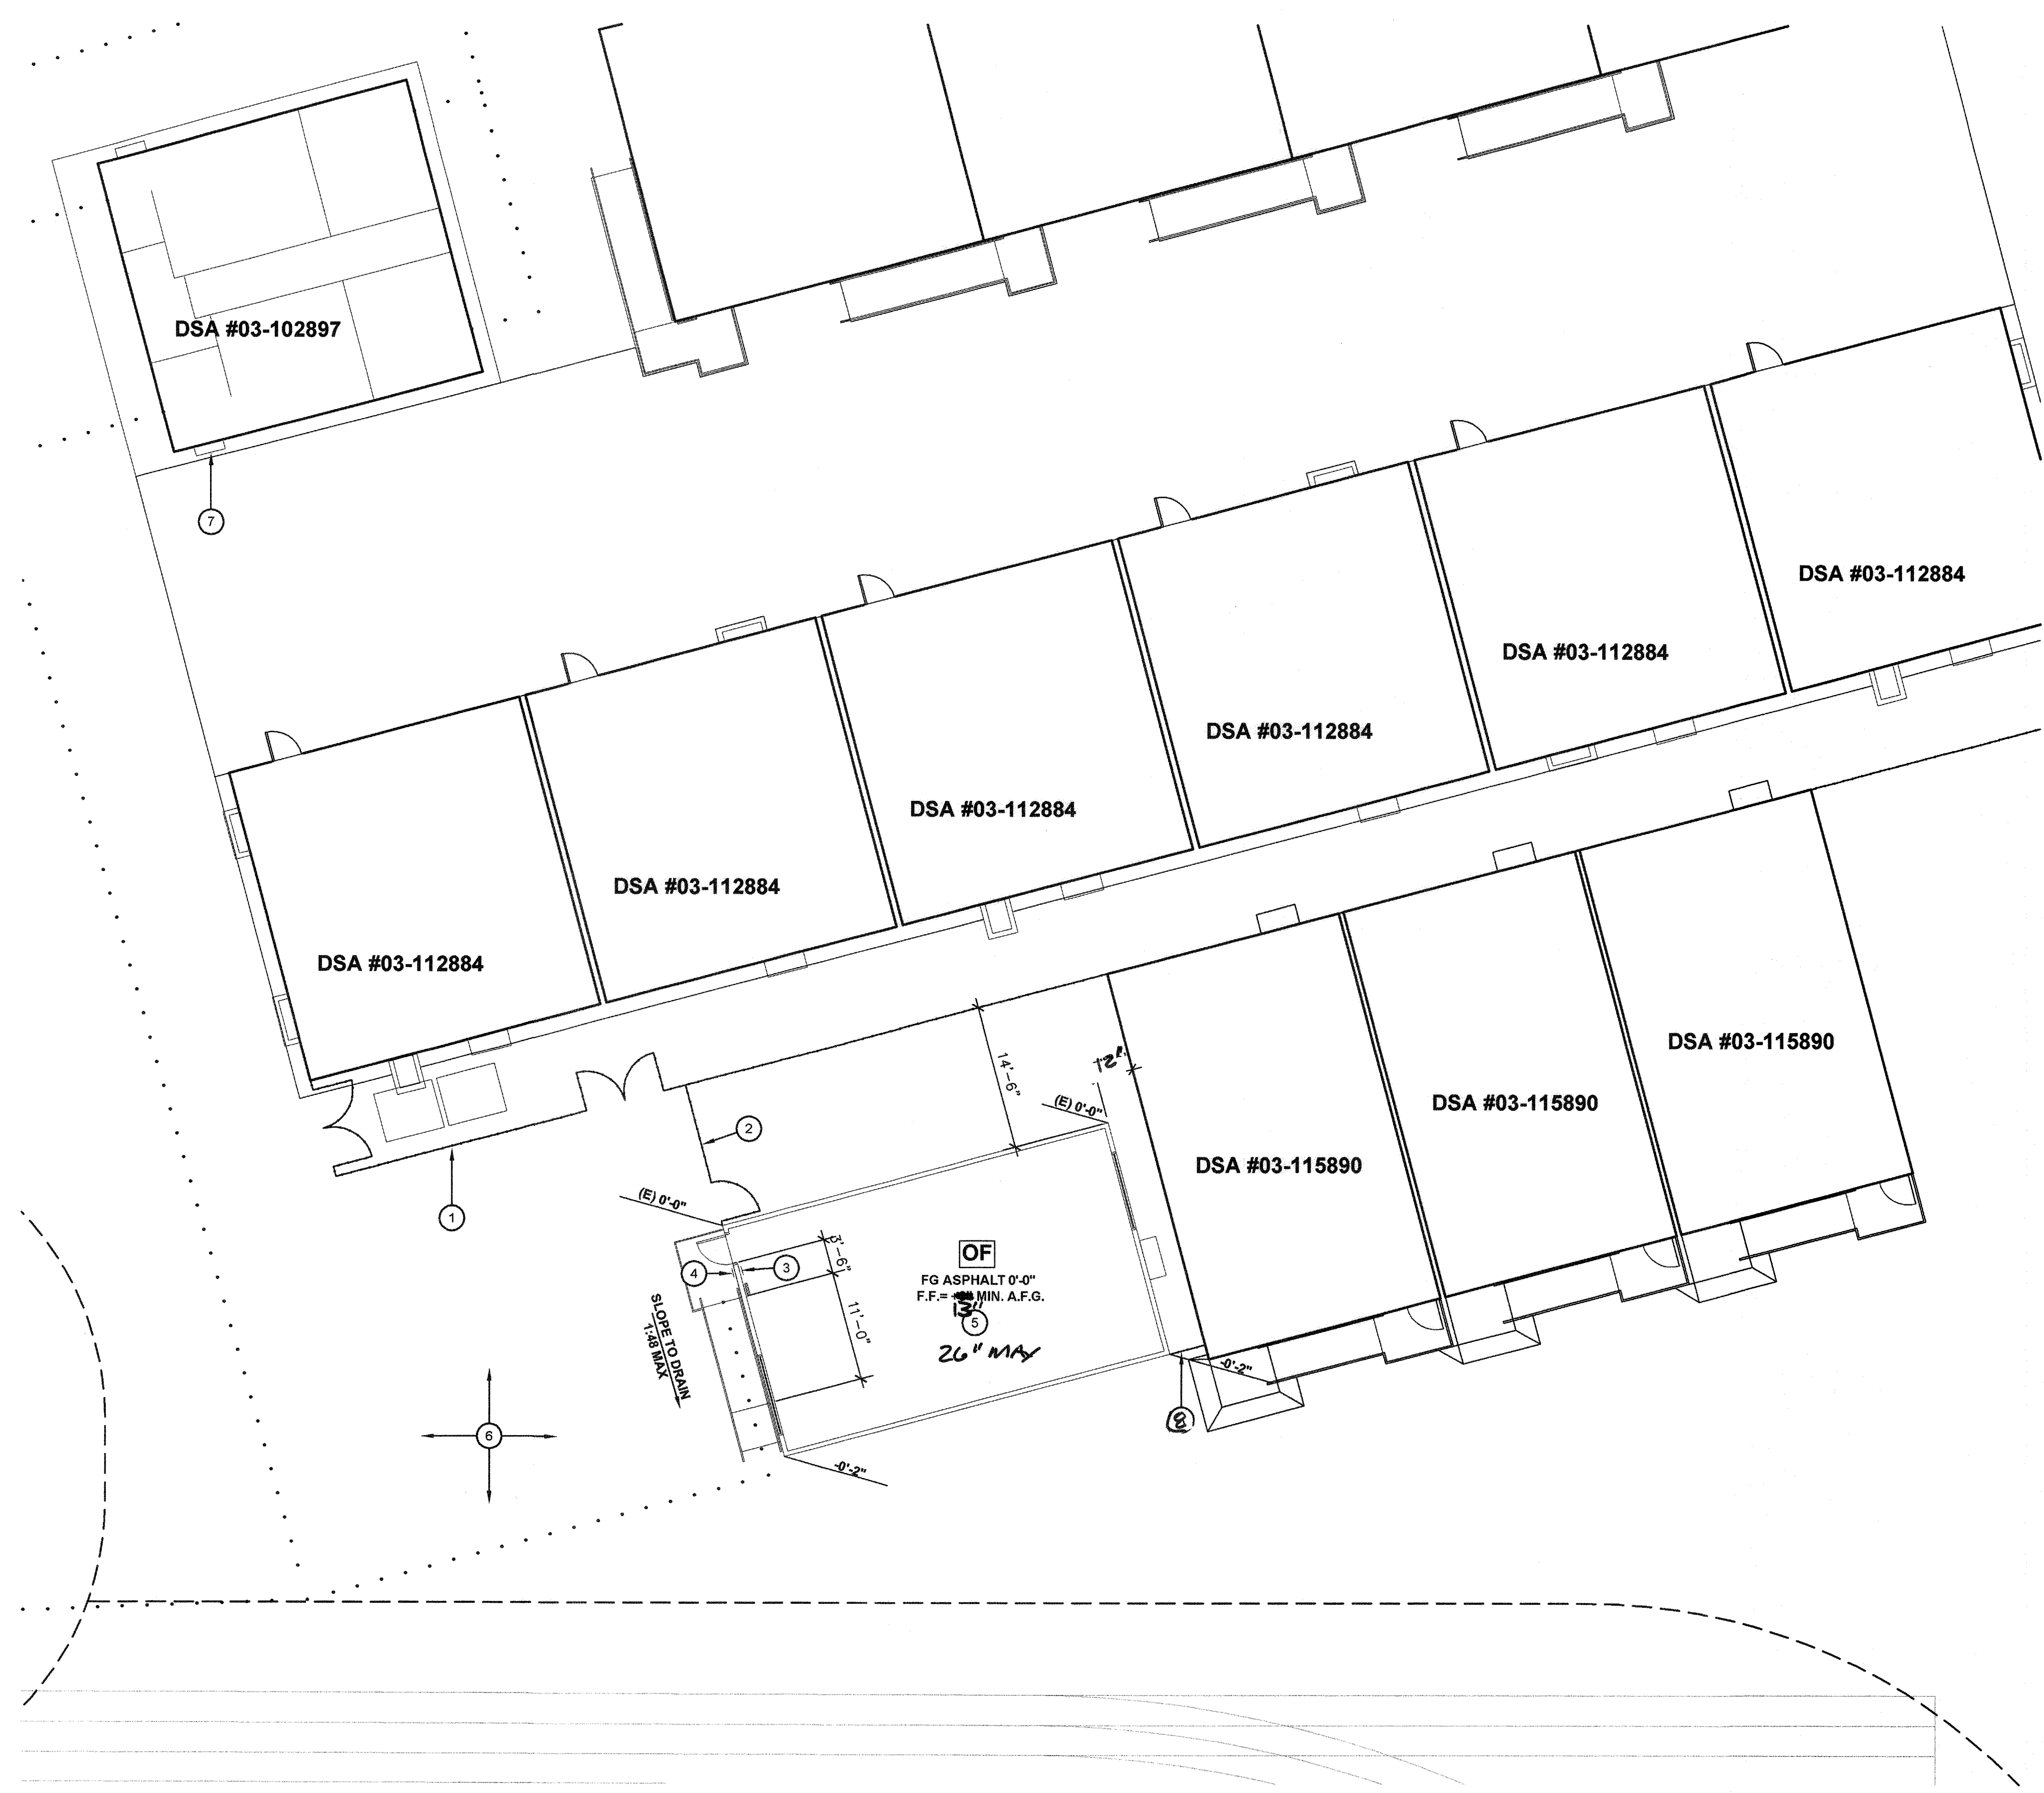 DSA #03-102897
7
DSA #03-112884
DSA #03-112884
DSA #03-112884
DSA #03-112884
DSA #03-112884
DSA #03-112884
DSA #03-115890
DSA #03-115890
DSA #03-115890
14'-6"
12"
(E) 0'-0"
2
1
(E) 0'-0"
3'-6"
4
3
OF
FG ASPHALT 0'-0"
F.F.= MIN. A.F.G.
13"
5
26" MAX
11'-0"
SLOPE TO DRAIN
1:48 MAX
-0'-2"
8
6
-0'-2"